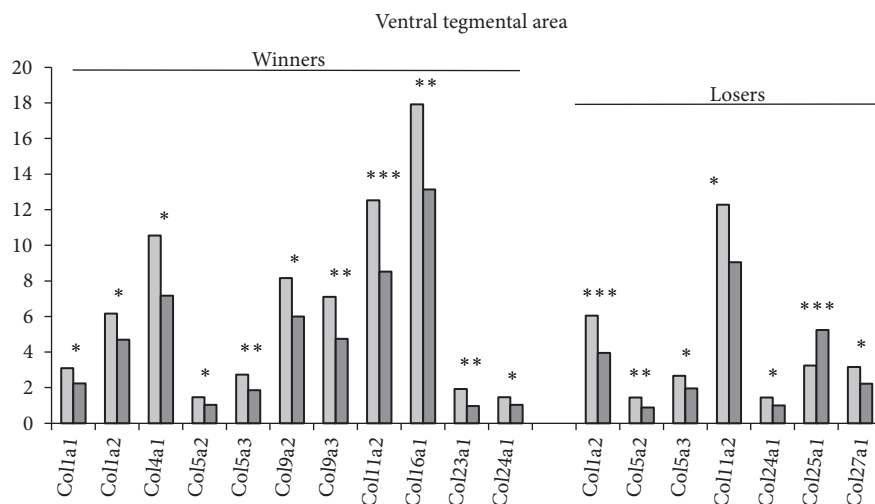 Ventral tegmental area
Winners
Losers
20
18
16
14
12
10
8
6
4
2
0
*
*
*
*
**
*
**
***
**
**
*
***
**
*
*
*
***
*
Col1a1
Col1a2
Col4a1
Col5a2
Col5a3
Col9a2
Col9a3
Col11a2
Col16a1
Col23a1
Col24a1
Col1a2
Col5a2
Col5a3
Col11a2
Col24a1
Col25a1
Col27a1